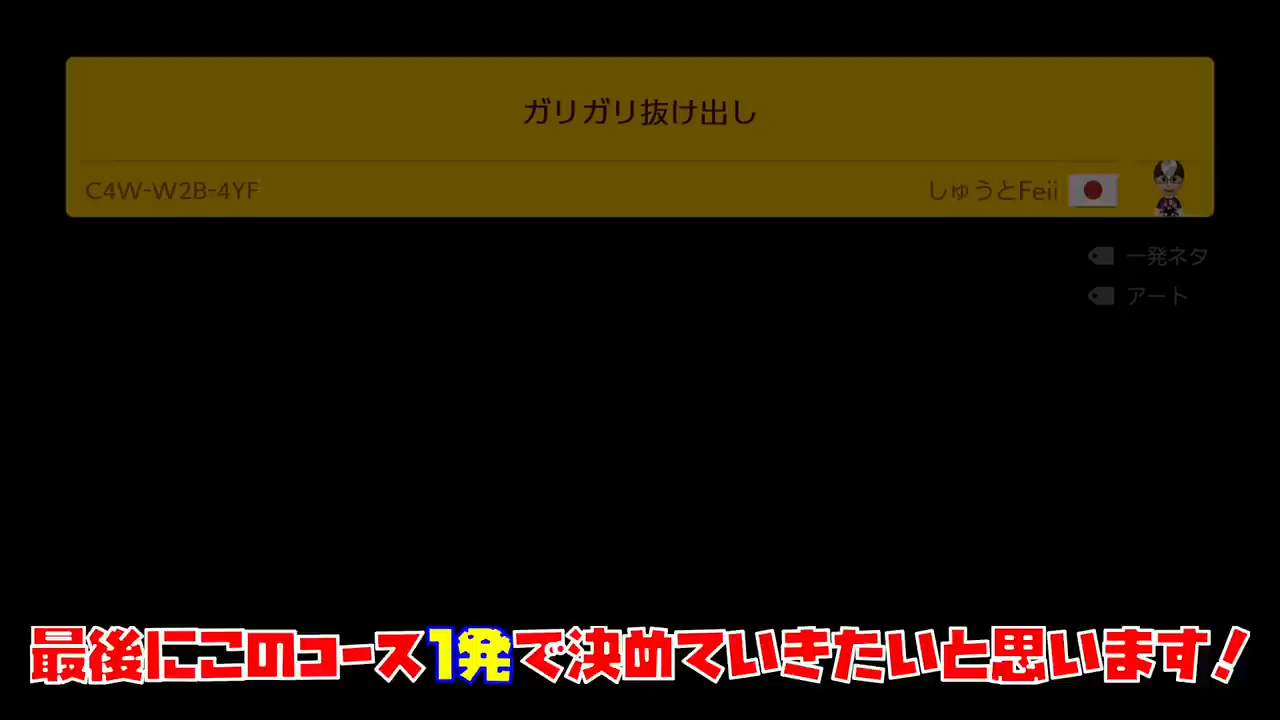 ガリガリ抜け出し
C4W-W2B-4YF
しゅうとFeii
一発ネタ
アート
最後にこのコース1発で決めていきたいと思います!